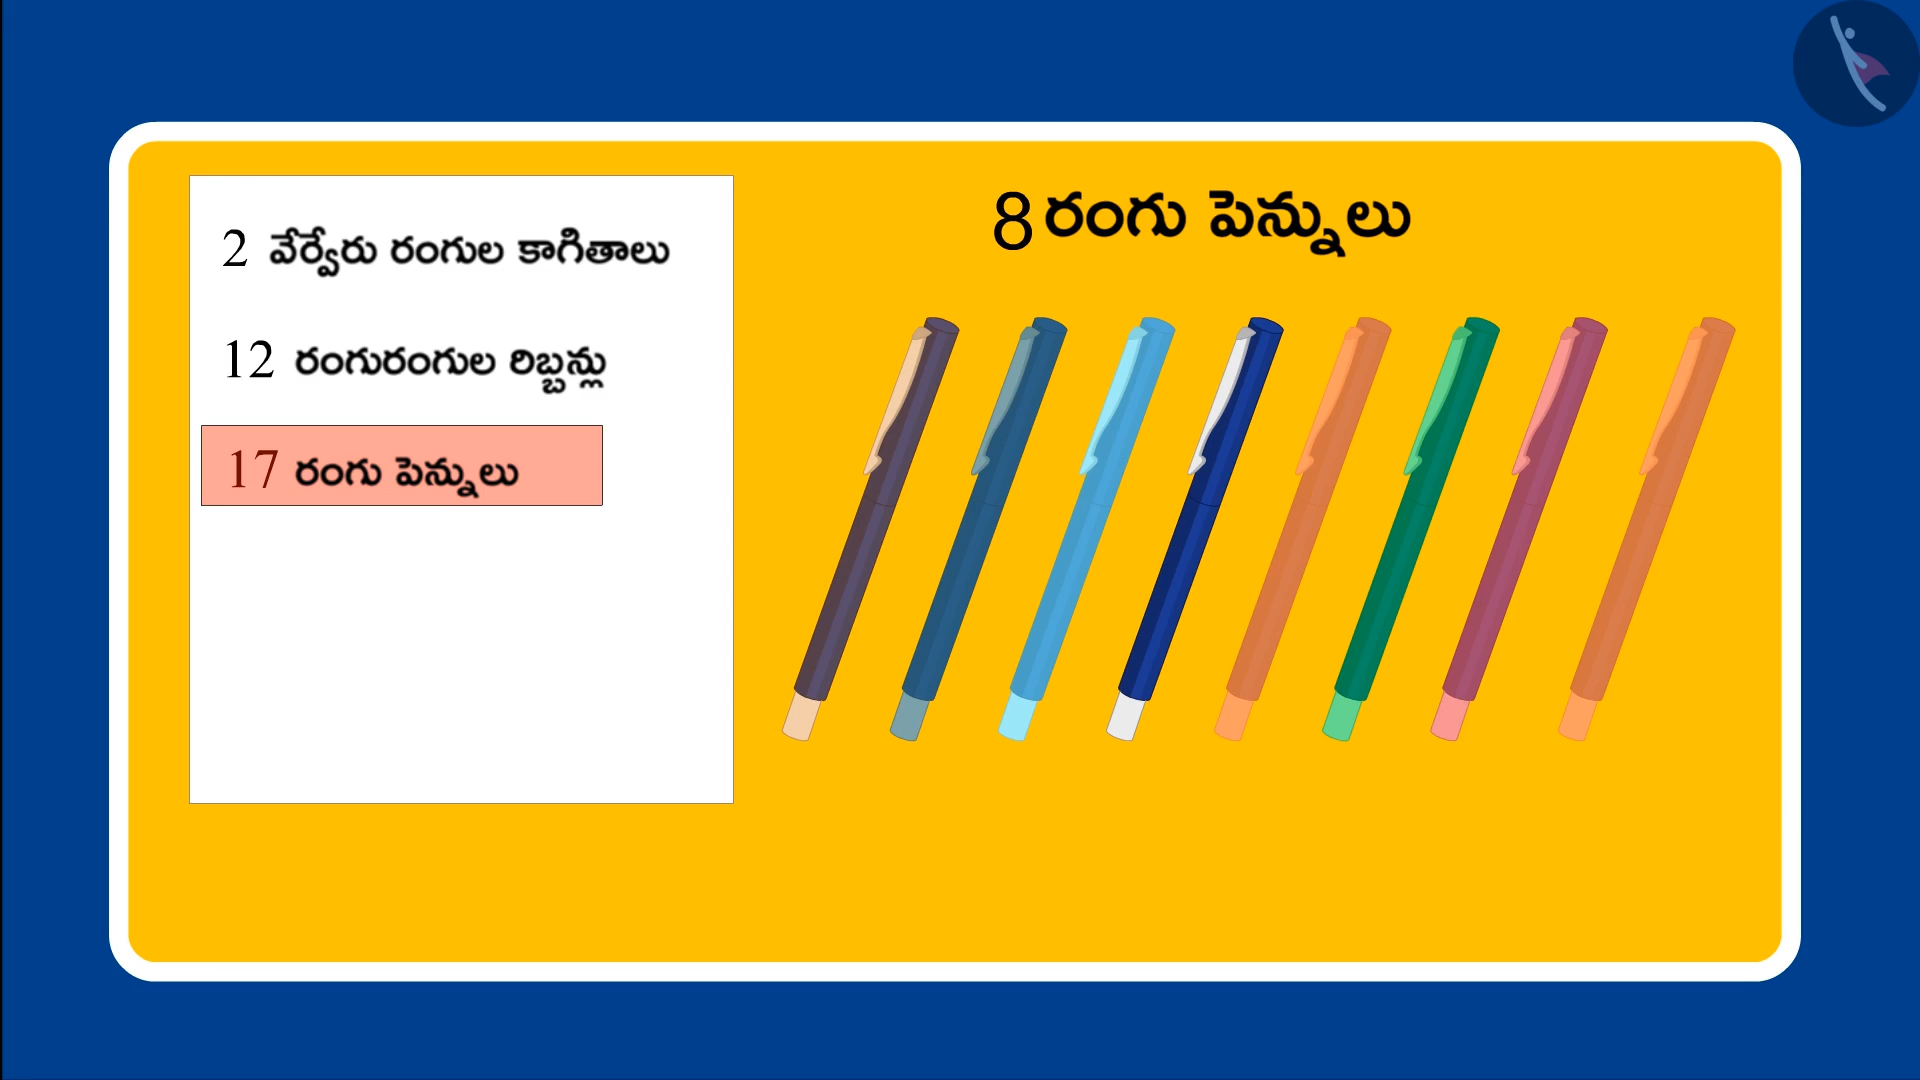 2 వేర్వేరు రంగుల కాగితాలు
12 రంగురంగుల రిబ్బన్లు
17 రంగు పెన్నులు
8 రంగు పెన్నులు